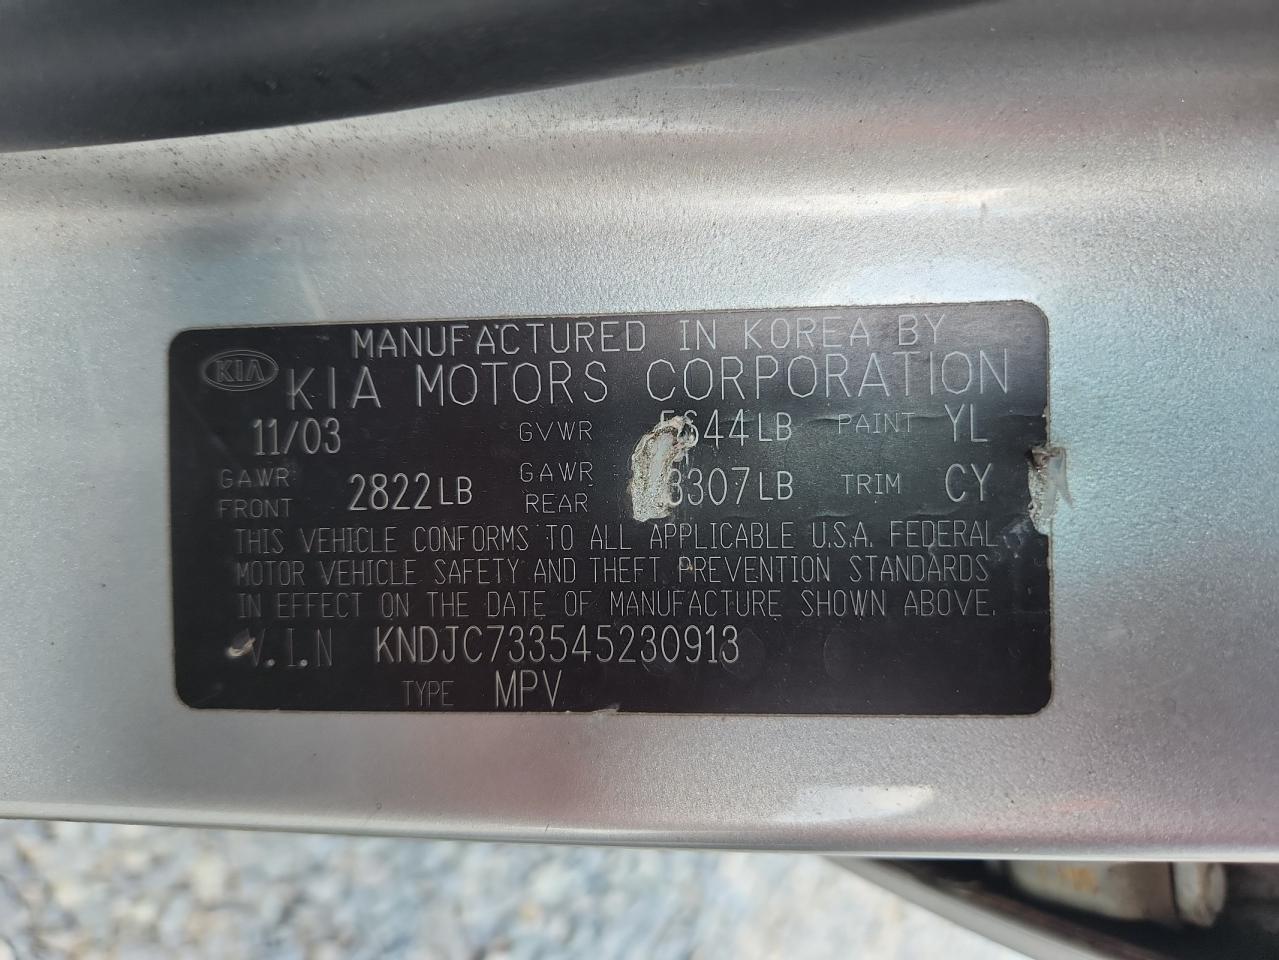 MANUFACTURED IN KOREA BY
KIA KIA MOTORS CORPORATION
11/03 GVWR 5644LB PAINT YL
GAWR FRONT 2822LB GAWR REAR 3307LB TRIM CY
THIS VEHICLE CONFORMS TO ALL APPLICABLE U.S.A. FEDERAL
MOTOR VEHICLE SAFETY AND THEFT PREVENTION STANDARDS
IN EFFECT ON THE DATE OF MANUFACTURE SHOWN ABOVE.
V.I.N KNDJC733545230913
TYPE MPV